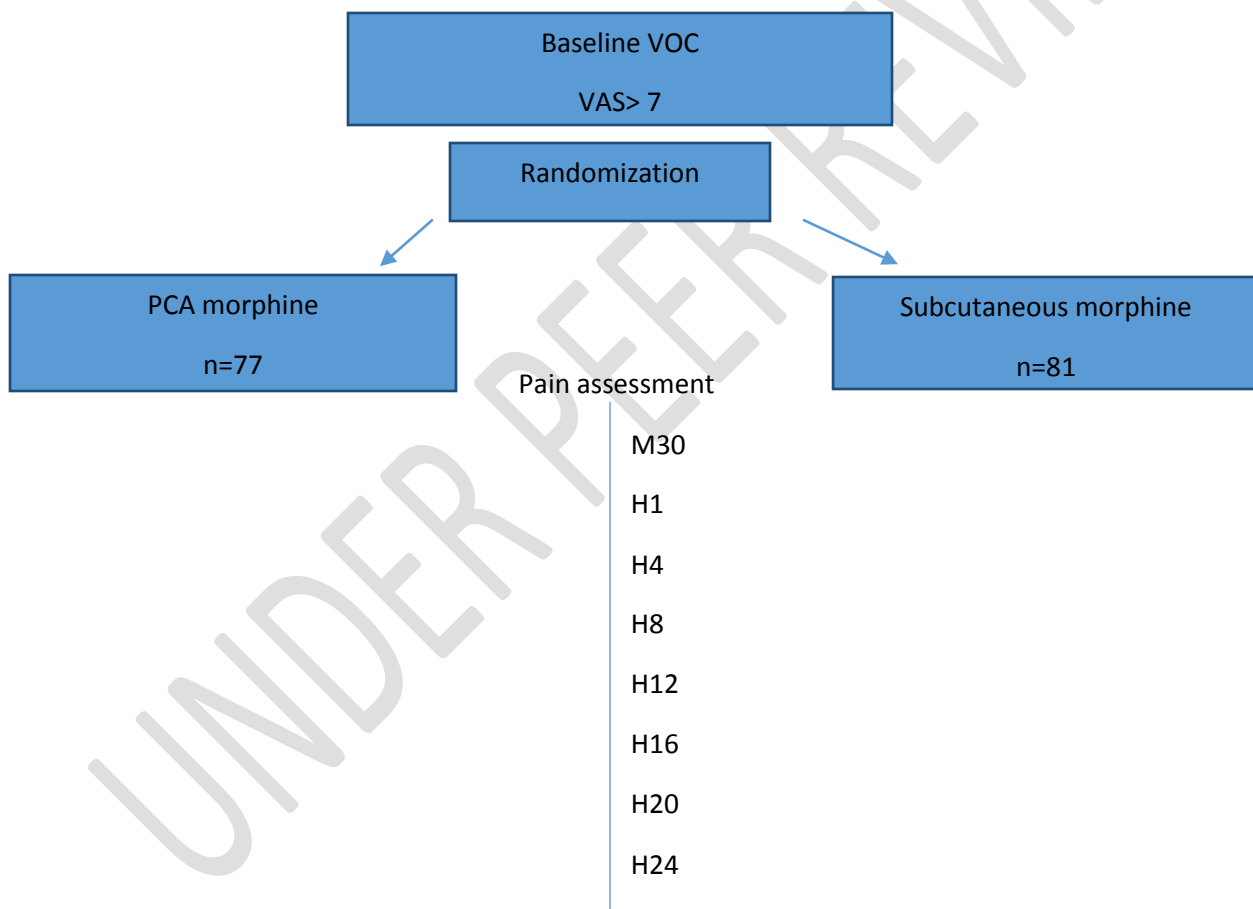 Baseline VOC
VAS> 7
Randomization
PCA morphine
n=77
Subcutaneous morphine
n=81
Pain assessment
M30
H1
H4
H8
H12
H16
H20
H24
UNDER PEER REVI